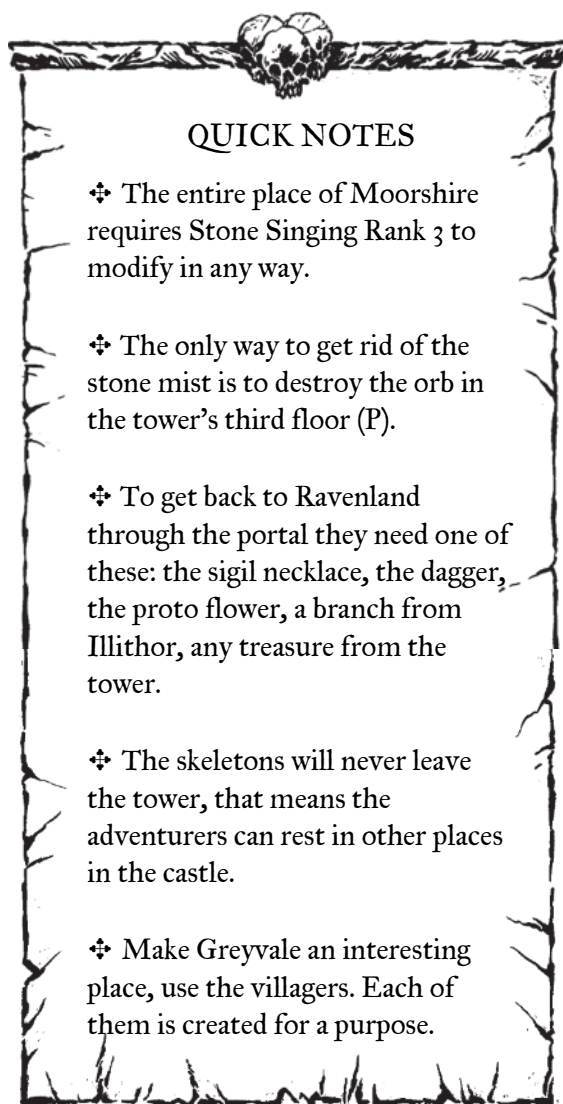 QUICK NOTES
✣ The entire place of Moorshire
requires Stone Singing Rank 3 to
modify in any way.
✣ The only way to get rid of the
stone mist is to destroy the orb in
the tower’s third floor (P).
✣ To get back to Ravenland
through the portal they need one of
these: the sigil necklace, the dagger,
the proto flower, a branch from
Illithor, any treasure from the
tower.
✣ The skeletons will never leave
the tower, that means the
adventurers can rest in other places
in the castle.
✣ Make Greyvale an interesting
place, use the villagers. Each of
them is created for a purpose.